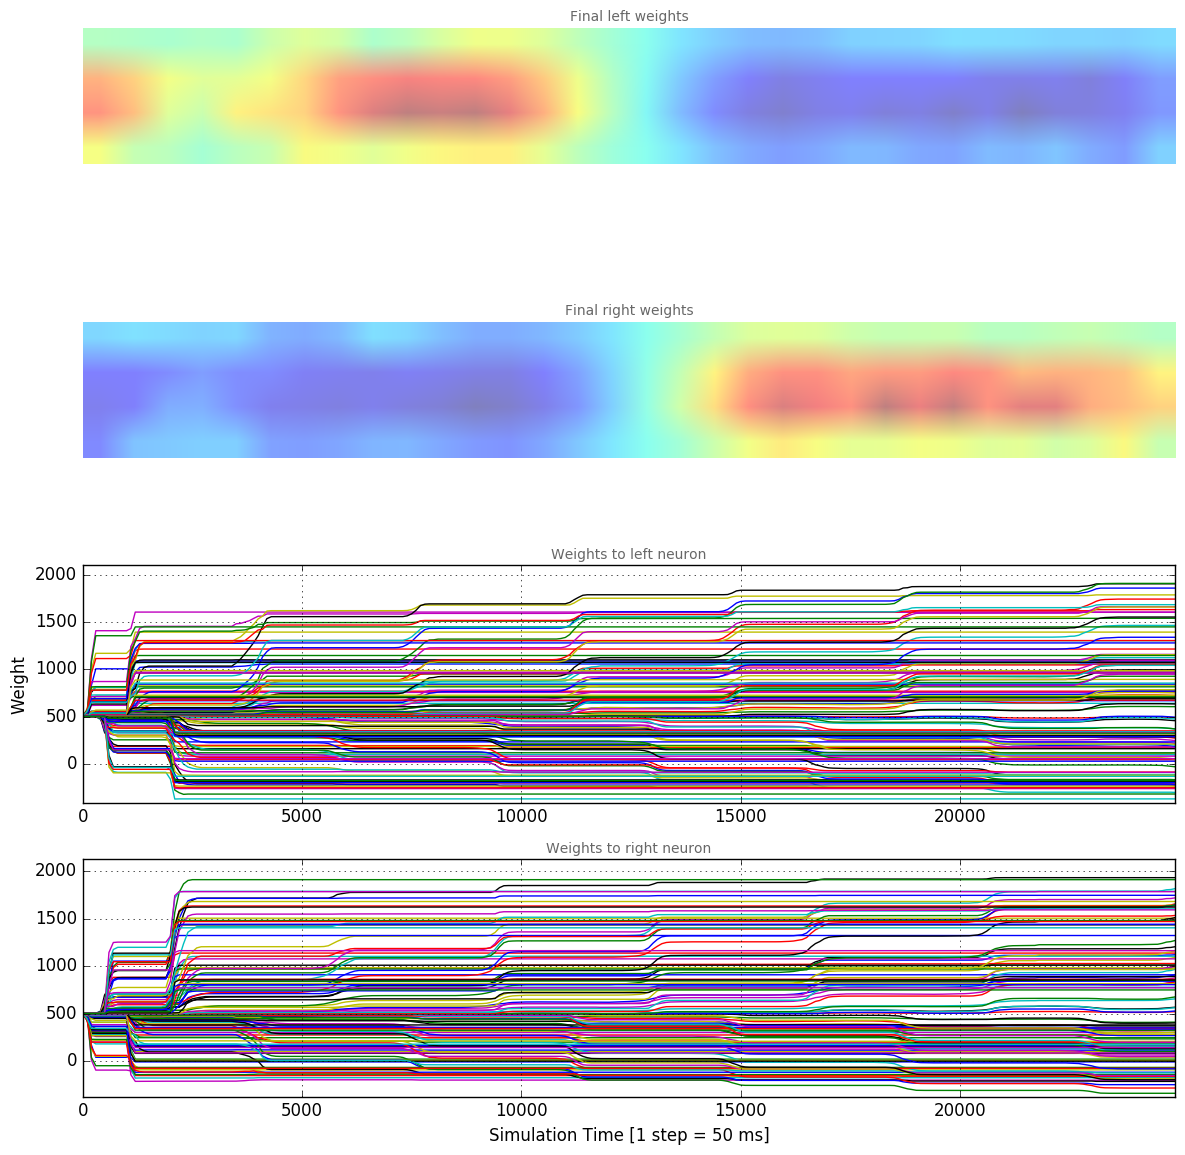 Final left weights
Final right weights
Weights to left neuron
2000
1500
1000
500
0
Weight
0 5000 10000 15000 20000
Weights to right neuron
2000
1500
1000
500
0
0 5000 10000 15000 20000
Simulation Time [1 step = 50 ms]